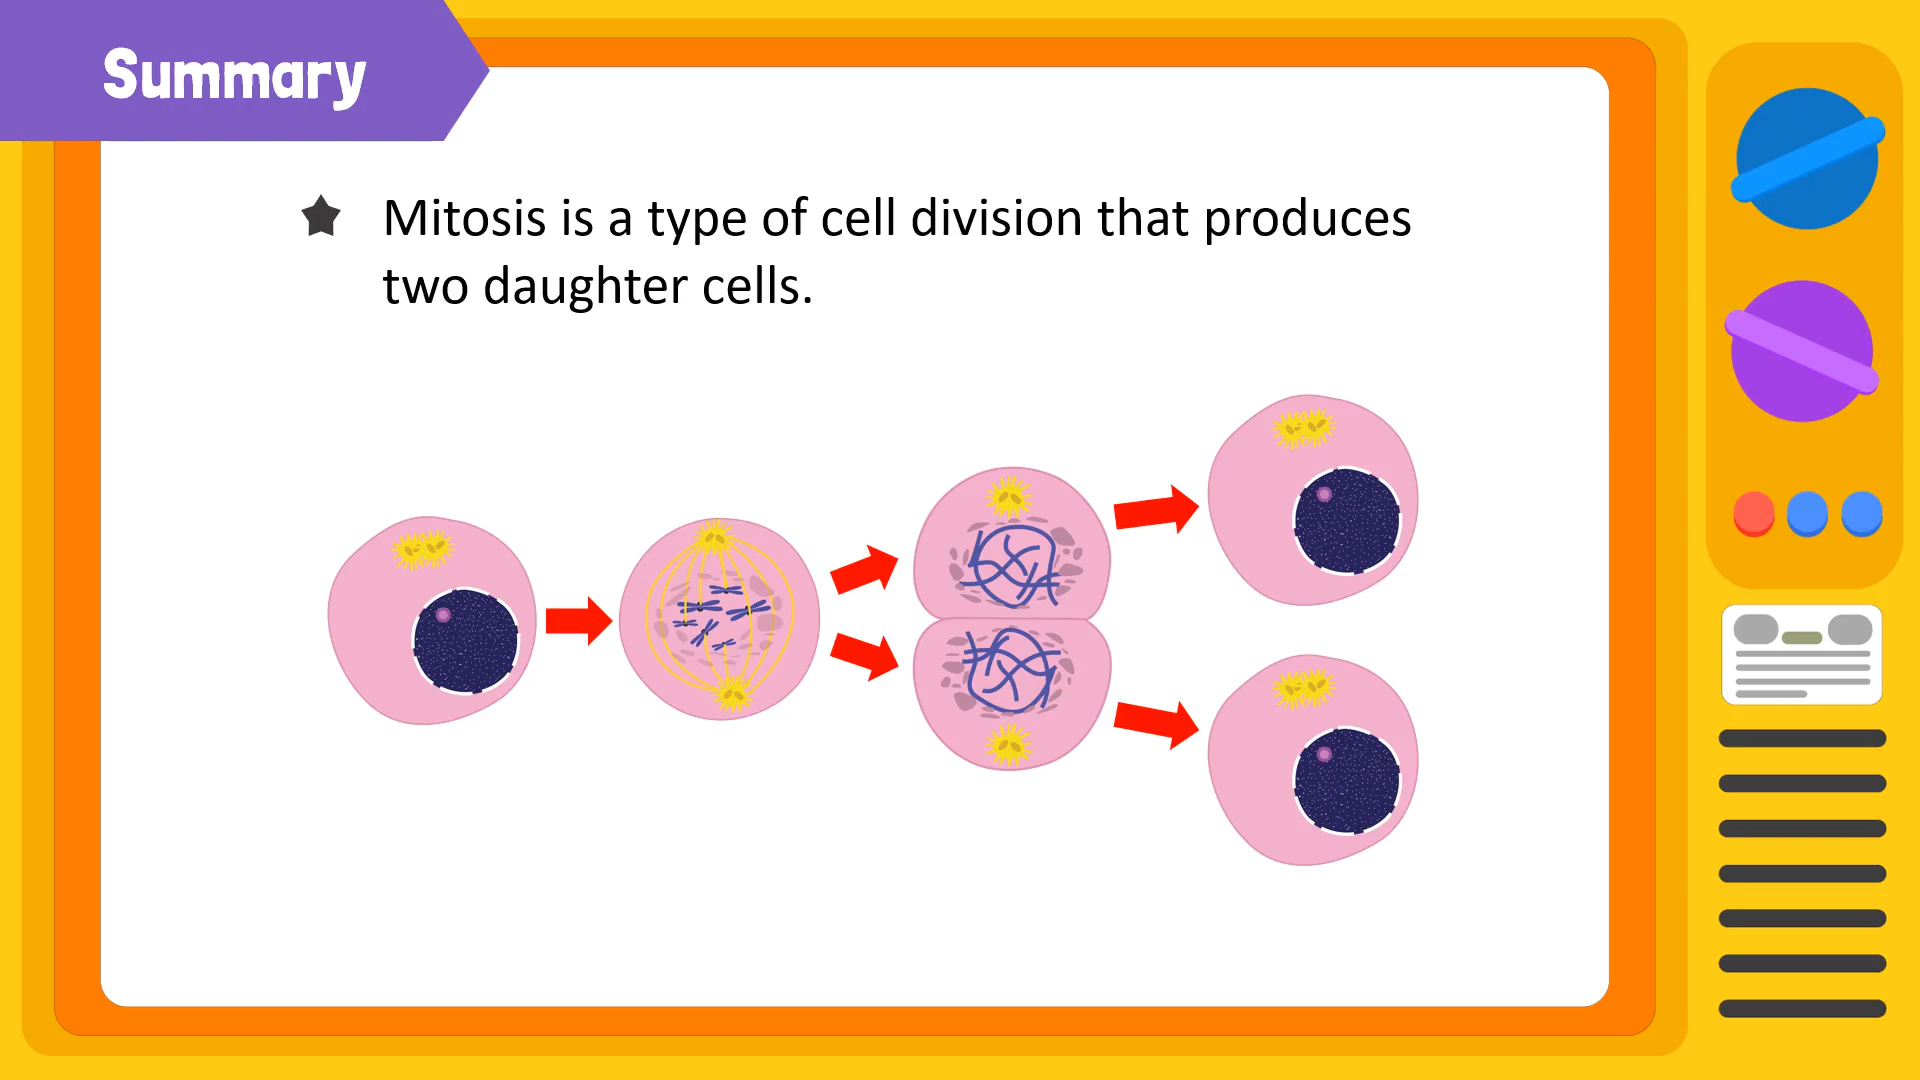 Summary
Mitosis is a type of cell division that produces
two daughter cells.